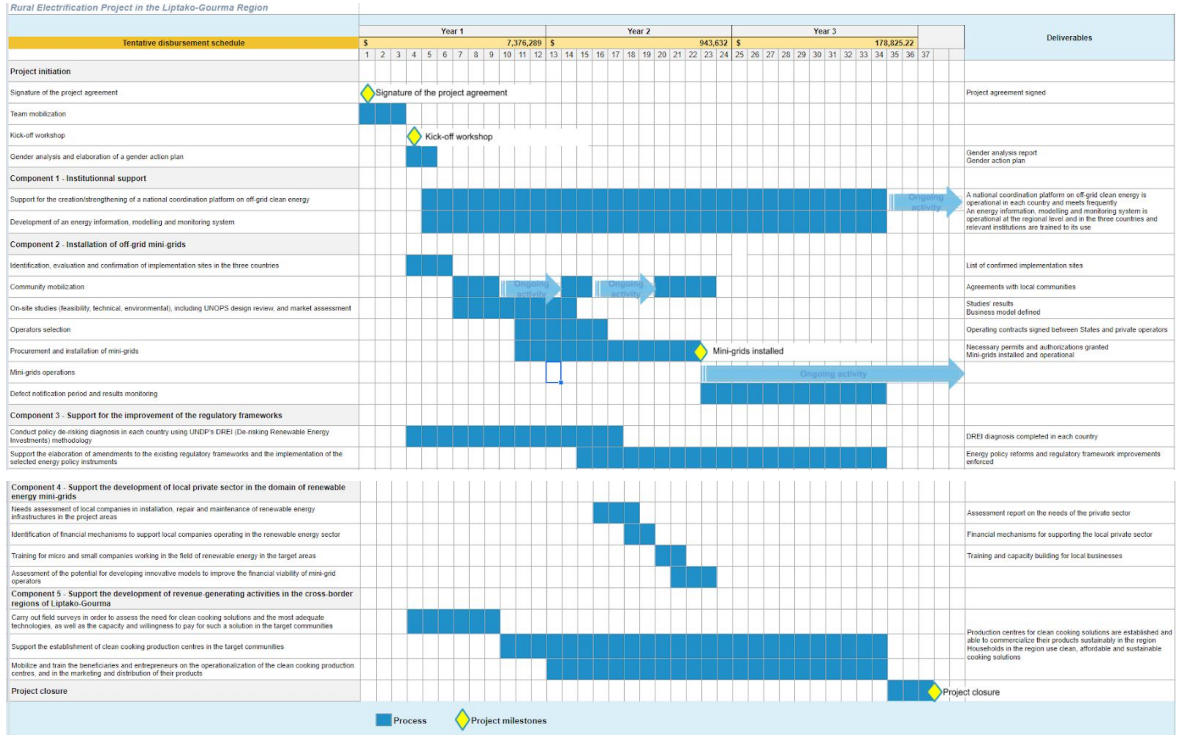 Rural Electrification Project in the Liptako-Gourma Region
Year 1 Year 2 Year 3 Deliverables
Tentative disbursement schedule $ 7,376,289 $ 943,632 $ 178,825.22
1 2 3 4 5 6 7 8 9 10 11 12 13 14 15 16 17 18 19 20 21 22 23 24 25 26 27 28 29 30 31 32 33 34 35 36 37
Project initiation
Signature of the project agreement Signature of the project agreement Project agreement signed
Team mobilization
Kick-off workshop Kick-off workshop
Gender analysis and elaboration of a gender action plan Gender analysis report
Gender action plan
Component 1 - Institutionnal support
Support for the creation/strengthening of a national coordination platform on off-grid clean energy Ongoing
activity
A national coordination platform on off-grid clean energy is
operational in each country and meets frequently
Development of an energy information, modelling and monitoring system
An energy information, modelling and monitoring system is
operational at the regional level and in the three countries and
relevant institutions are trained to its use
Component 2 - Installation of off-grid mini-grids
Identification, evaluation and confirmation of implementation sites in the three countries List of confirmed implementation sites
Community mobilization Ongoing
activity
Ongoing
activity
Agreements with local communities
On-site studies (feasibility, technical, environmental), including UNOPS design review, and market assessment Studies' results
Business model defined
Operators selection Operating contracts signed between States and private operators
Procurement and installation of mini-grids Mini-grids installed Necessary permits and authorizations granted
Mini-grids installed and operational
Mini-grids operations Ongoing activity
Defect notification period and results monitoring
Component 3 - Support for the improvement of the regulatory frameworks
Conduct policy de-risking diagnosis in each country using UNDP's DREI (De-risking Renewable Energy
Investments) methodology DREI diagnosis completed in each country
Support the elaboration of amendments to the existing regulatory frameworks and the implementation of the
selected energy policy instruments
Energy policy reforms and regulatory framework improvements
enforced
Component 4 - Support the development of local private sector in the domain of renewable
energy mini-grids
Needs assessment of local companies in installation, repair and maintenance of renewable energy
infrastructures in the project areas Assessment report on the needs of the private sector
Identification of financial mechanisms to support local companies operating in the renewable energy sector Financial mechanisms for supporting the local private sector
Training for micro and small companies working in the field of renewable energy in the target areas Training and capacity building for local businesses
Assessment of the potential for developing innovative models to improve the financial viability of mini-grid
operators
Component 5 - Support the development of revenue-generating activities in the cross-border
regions of Liptako-Gourma
Carry out field surveys in order to assess the need for clean cooking solutions and the most adequate
technologies, as well as the capacity and willingness to pay for such a solution in the target communities
Support the establishment of clean cooking production centres in the target communities
Production centres for clean cooking solutions are established and
able to commercialize their products sustainably in the region
Households in the region use clean, affordable and sustainable
cooking solutions
Mobilize and train the beneficiaries and entrepreneurs on the operationalization of the clean cooking production
centres, and in the marketing and distribution of their products
Project closure Project closure
Process Project milestones